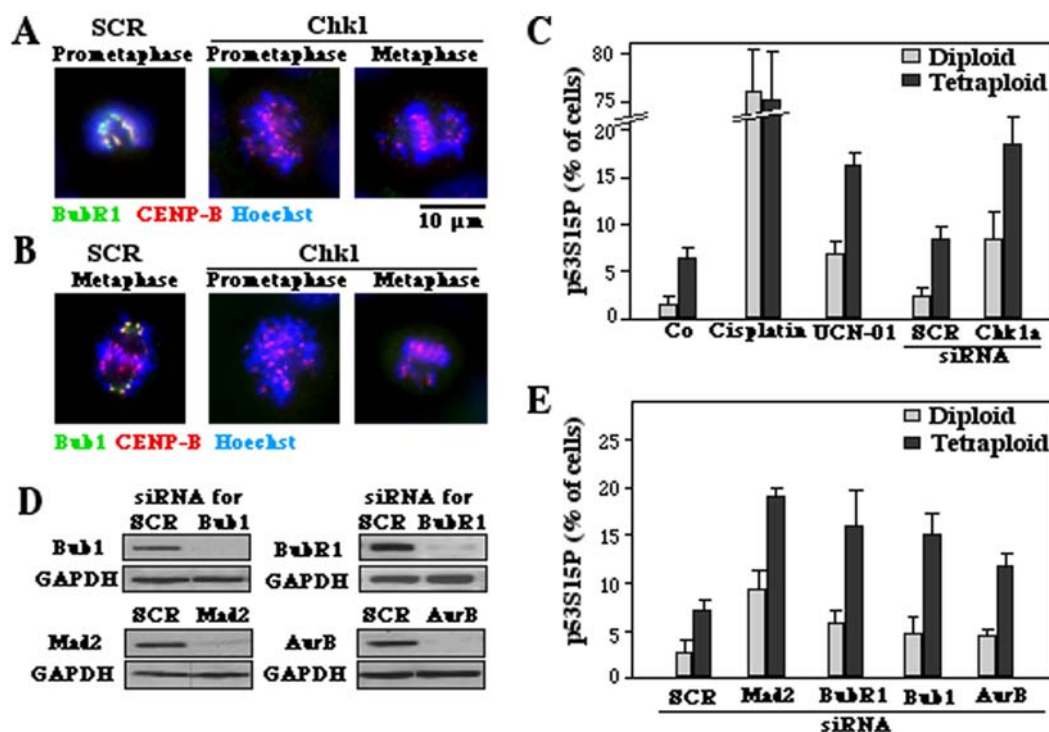 A
SCR Chk1
Prometaphase Prometaphase Metaphase
BubR1 CENP-B Hoechst
10 µm
B
SCR Chk1
Metaphase Prometaphase Metaphase
Bub1 CENP-B Hoechst
D
siRNA for
SCR Bub1
Bub1
GAPDH
siRNA for
SCR BubR1
BubR1
GAPDH
SCR Mad2
Mad2
GAPDH
SCR AurB
AurB
GAPDH
C
p53S15P (% of cells)
80
75
20
15
10
5
0
Diploid
Tetraploid
Co Cisplatin UCN-01 SCR Chk1a
siRNA
E
p53S15P (% of cells)
25
20
15
10
5
0
Diploid
Tetraploid
SCR Mad2 BubR1 Bub1 AurB
siRNA